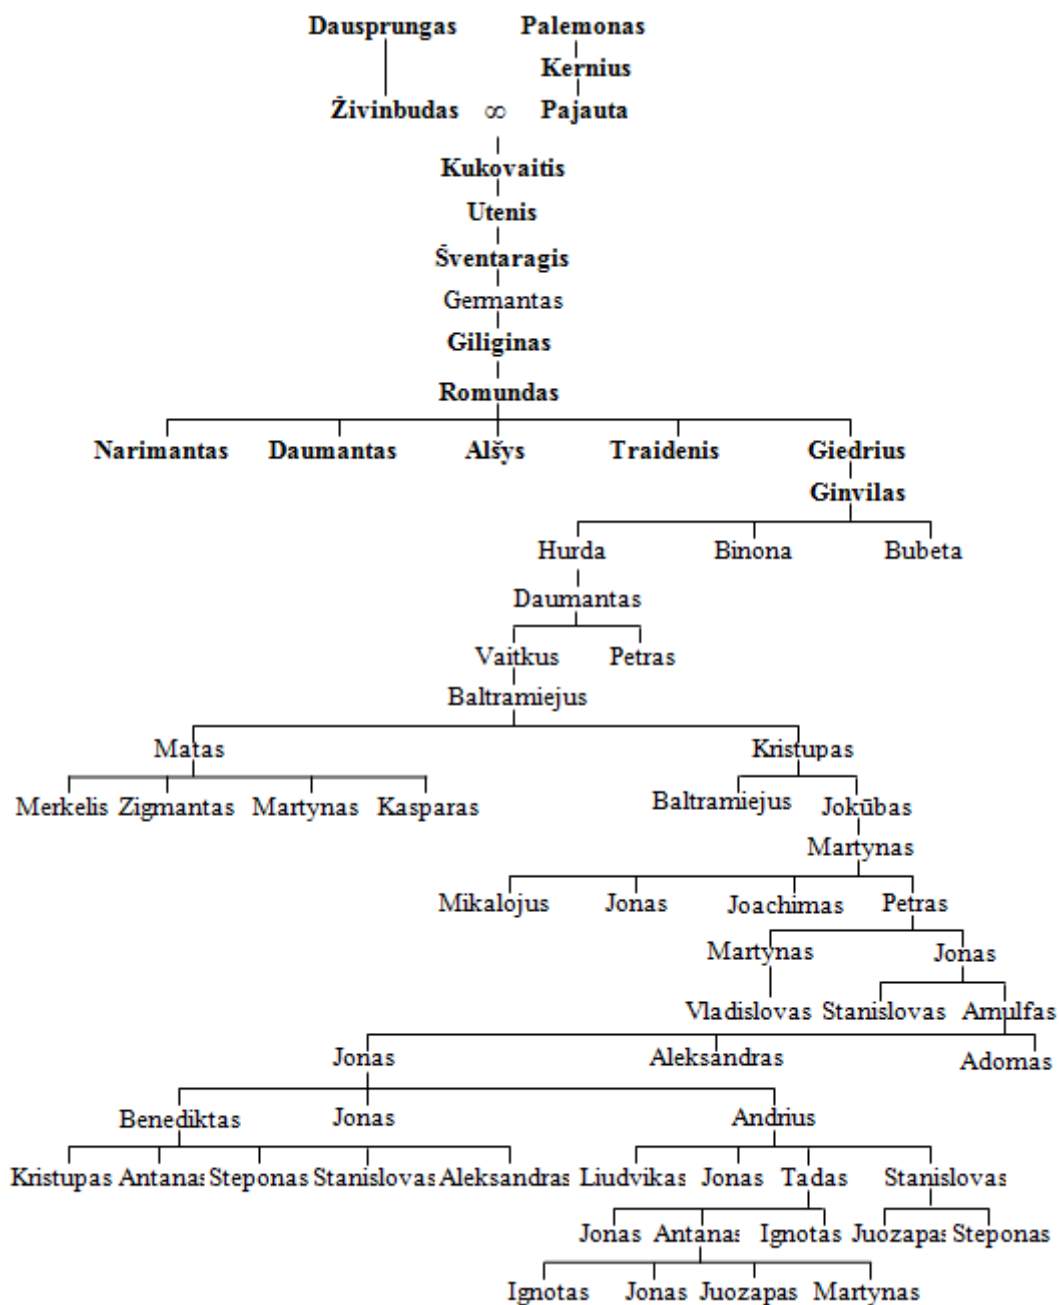 Dausprungas Palemonas
Kernius
Živinbudas ∞ Pajauta
Kukovaitis
Utenis
Šventaragis
Germantas
Giliginas
Romundas
Narimantas Daumantas Alšys Traidenis Giedrius
Ginvilas
Hurda Binona Bubeta
Daumantas
Vaitkus Petras
Baltramiejus
Matas Kristupas
Merkelis Zigmantas Martynas Kasparas Baltramiejus Jokūbas
Martynas
Mikalojus Jonas Joachimas Petras
Martynas Jonas
Vladislovas Stanislovas Arnulfas
Jonas Aleksandras Adomas
Benediktas Jonas Andrius
Kristupas Antanas Steponas Stanislovas Aleksandras Liudvikas Jonas Tadas Stanislovas
Jonas Antanas Ignotas Juozapas Steponas
Ignotas Jonas Juozapas Martynas